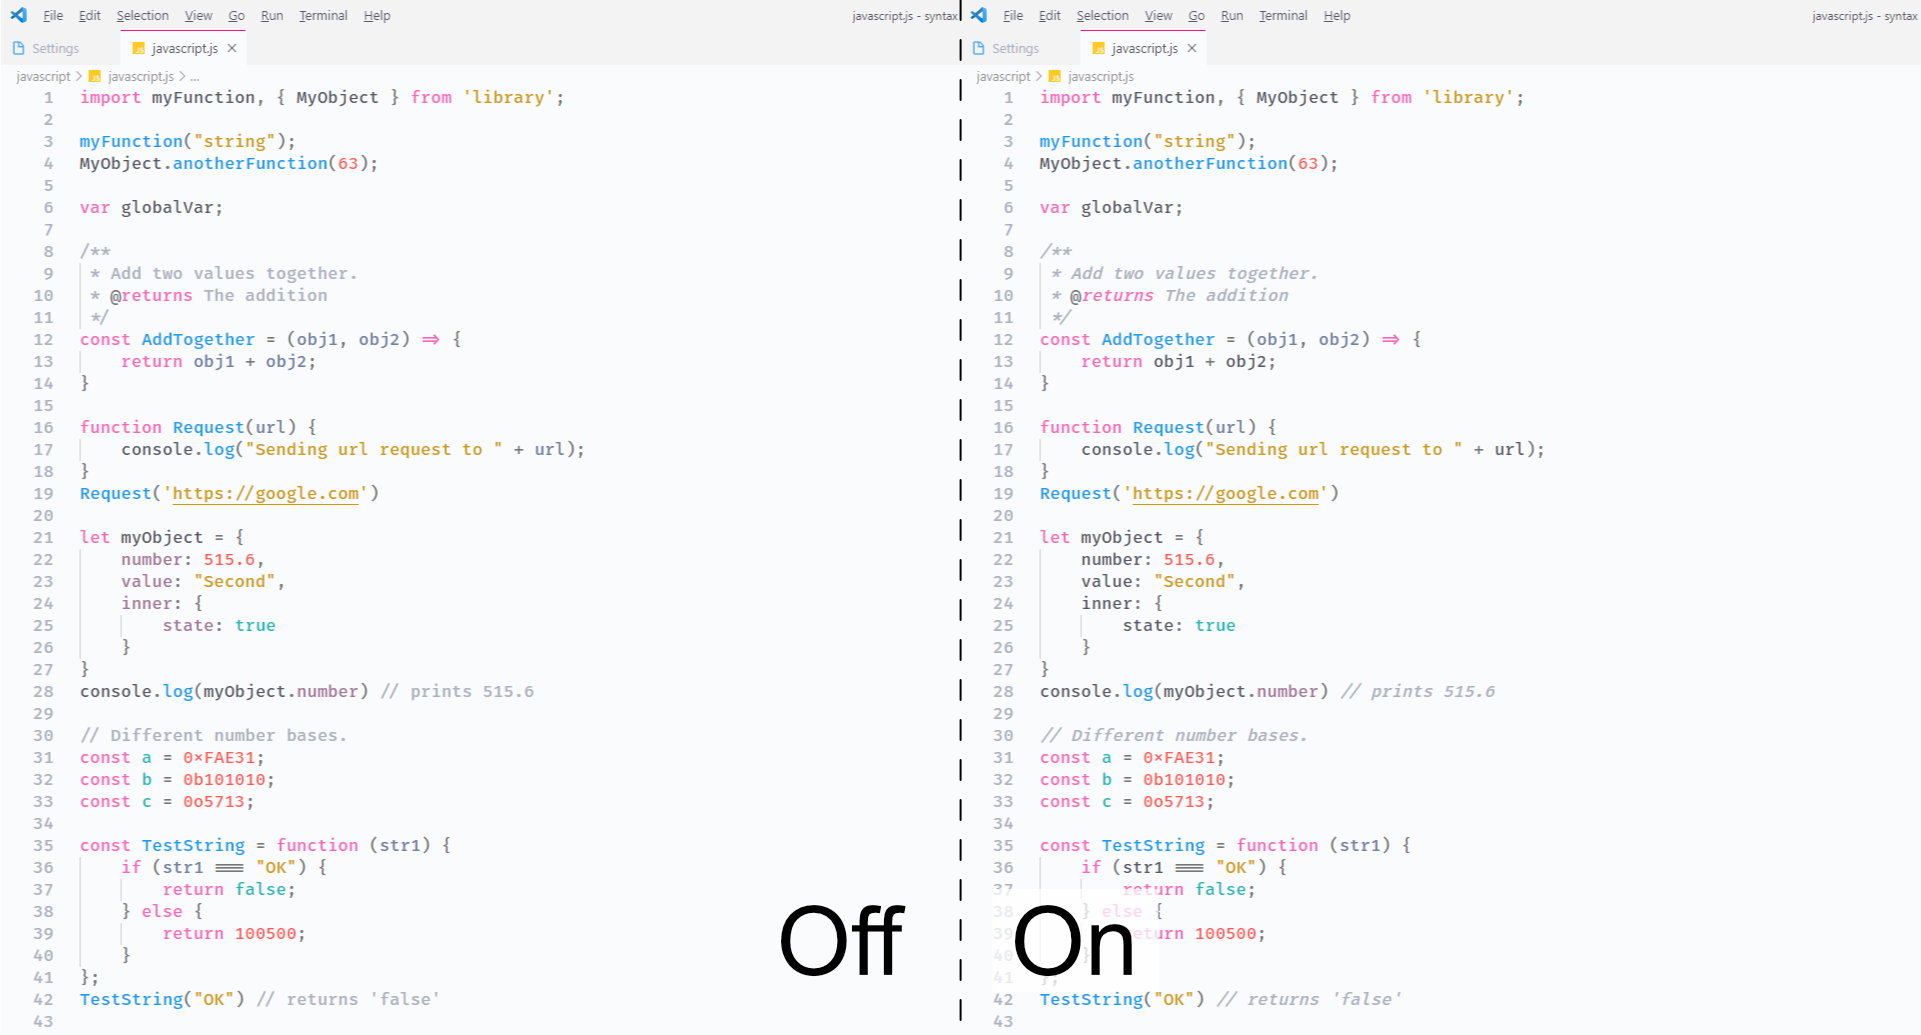 File Edit Selection View Go Run Terminal Help javascript.js - syntax
Settings javascript.js ×
javascript > javascript.js > ...
1 import myFunction, { MyObject } from 'library';
2
3 myFunction("string");
4 MyObject.anotherFunction(63);
5
6 var globalVar;
7
8 /**
9 * Add two values together.
10 * @returns The addition
11 */
12 const AddTogether = (obj1, obj2) => {
13 return obj1 + obj2;
14 }
15
16 function Request(url) {
17 console.log("Sending url request to " + url);
18 }
19 Request('https://google.com')
20
21 let myObject = {
22 number: 515.6,
23 value: "Second",
24 inner: {
25 state: true
26 }
27 }
28 console.log(myObject.number) // prints 515.6
29
30 // Different number bases.
31 const a = 0xFAE31;
32 const b = 0b101010;
33 const c = 0o5713;
34
35 const TestString = function (str1) {
36 if (str1 === "OK") {
37 return false;
38 } else {
39 return 100500;
40 }
41 };
42 TestString("OK") // returns 'false'
43
Off
File Edit Selection View Go Run Terminal Help javascript.js - syntax
Settings javascript.js ×
javascript > javascript.js
1 import myFunction, { MyObject } from 'library';
2
3 myFunction("string");
4 MyObject.anotherFunction(63);
5
6 var globalVar;
7
8 /**
9 * Add two values together.
10 * @returns The addition
11 */
12 const AddTogether = (obj1, obj2) => {
13 return obj1 + obj2;
14 }
15
16 function Request(url) {
17 console.log("Sending url request to " + url);
18 }
19 Request('https://google.com')
20
21 let myObject = {
22 number: 515.6,
23 value: "Second",
24 inner: {
25 state: true
26 }
27 }
28 console.log(myObject.number) // prints 515.6
29
30 // Different number bases.
31 const a = 0xFAE31;
32 const b = 0b101010;
33 const c = 0o5713;
34
35 const TestString = function (str1) {
36 if (str1 === "OK") {
37 return false;
38 } else {
39 return 100500;
40 }
41 };
42 TestString("OK") // returns 'false'
43
On